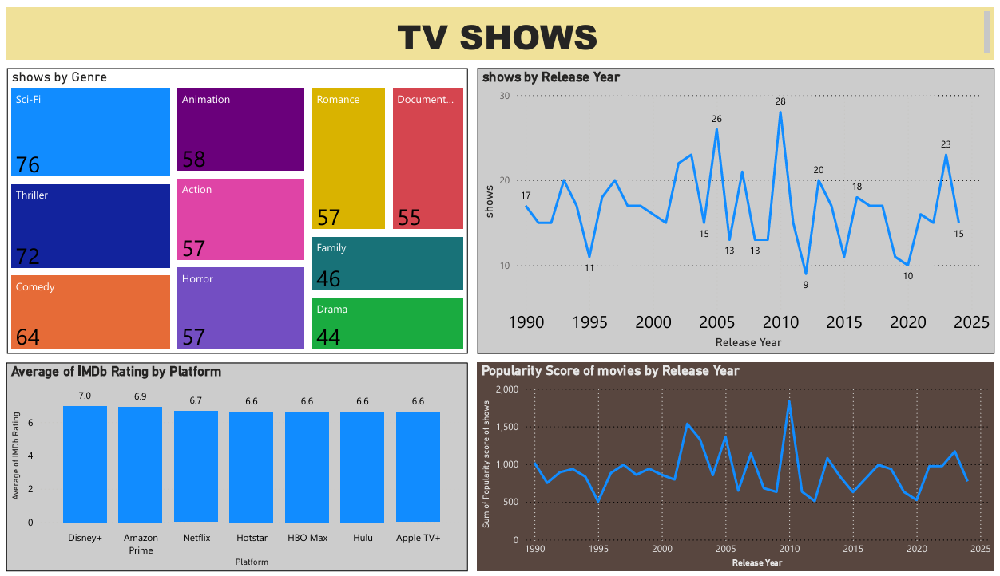 TV SHOWS
shows by Genre
Sci-Fi
76
Thriller
72
Comedy
64
Animation
58
Action
57
Horror
57
Romance
57
Document...
55
Family
46
Drama
44
shows by Release Year
shows
30
20
10
17
11
26
15
13
13
28
9
20
18
10
23
15
1990 1995 2000 2005 2010 2015 2020 2025
Release Year
Average of IMDb Rating by Platform
Average of IMDb Rating
6
4
2
0
7.0 6.9 6.7 6.6 6.6 6.6 6.6
Disney+ Amazon Netflix Hotstar HBO Max Hulu Apple TV+
Prime
Platform
Popularity Score of movies by Release Year
Sum of Popularity score of shows
2,000
1,500
1,000
500
0
1990 1995 2000 2005 2010 2015 2020 2025
Release Year